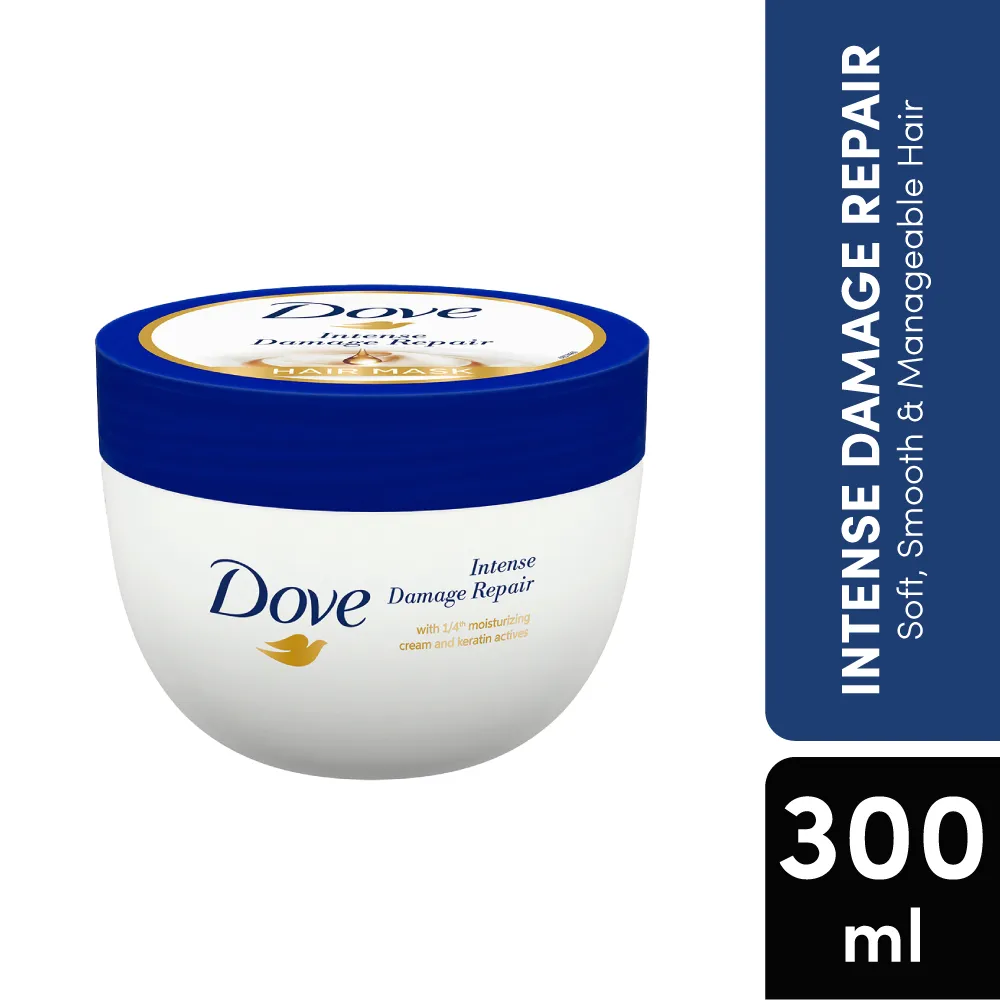 Dove
Intense
Damage Repair
HAIR MASK
Dove
Intense
Damage Repair
with 1/4th moisturizing
cream and keratin actives
INTENSE DAMAGE REPAIR
Soft, Smooth & Manageable Hair
300
ml